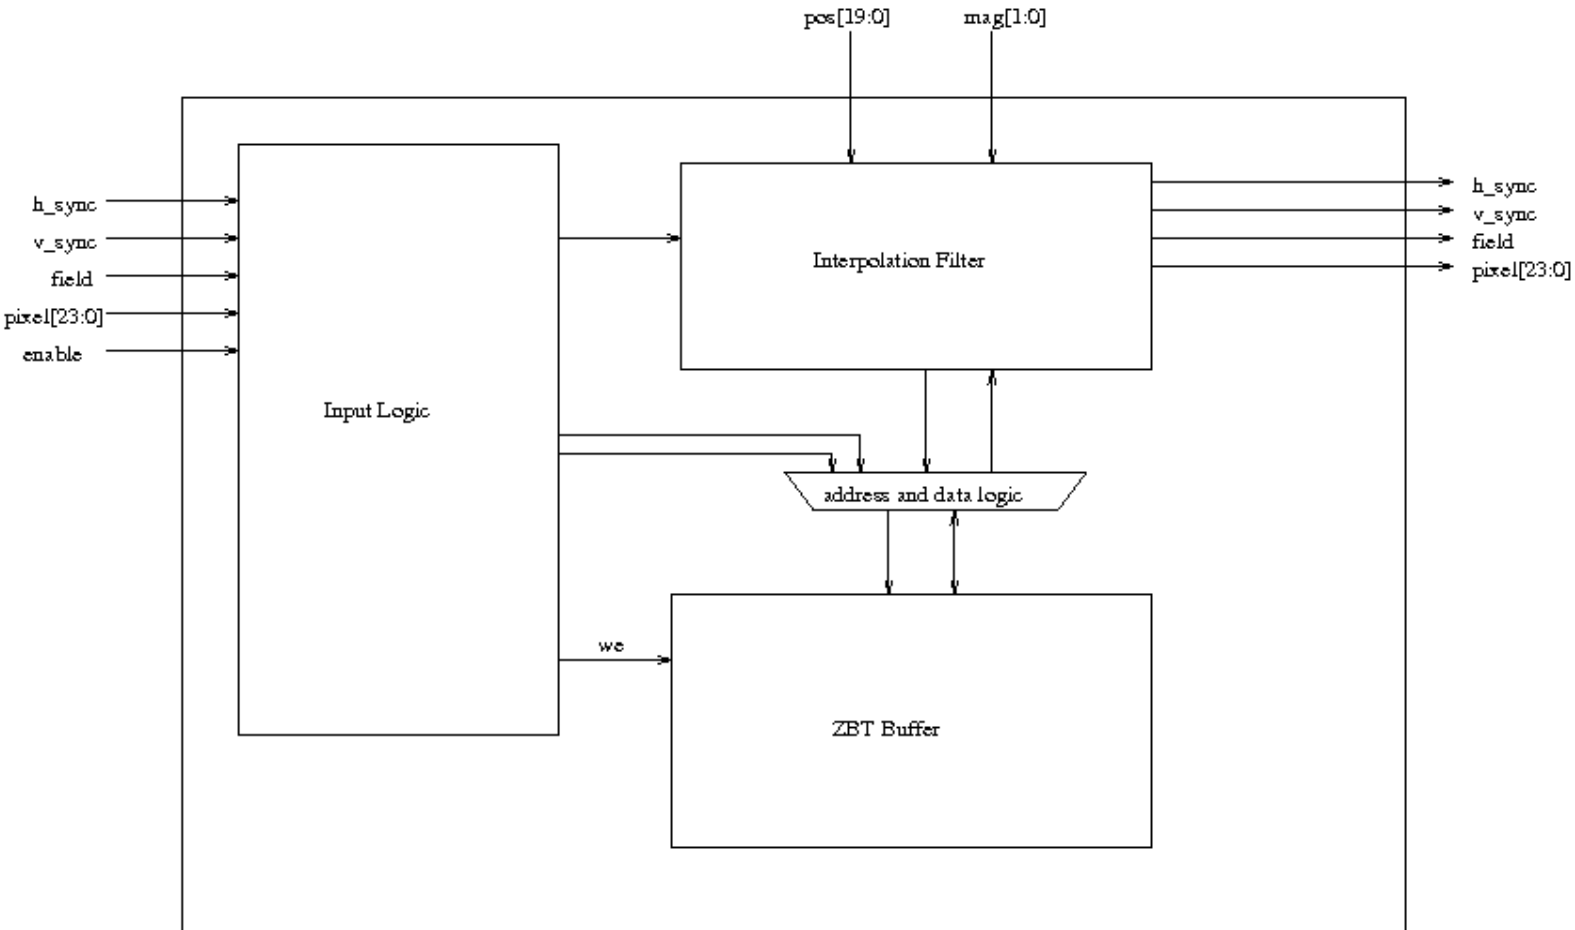 pos[19:0]
mag[1:0]
h_sync
v_sync
field
pixel[23:0]
enable
Input Logic
Interpolation Filter
h_sync
v_sync
field
pixel[23:0]
address and data logic
we
ZBT Buffer